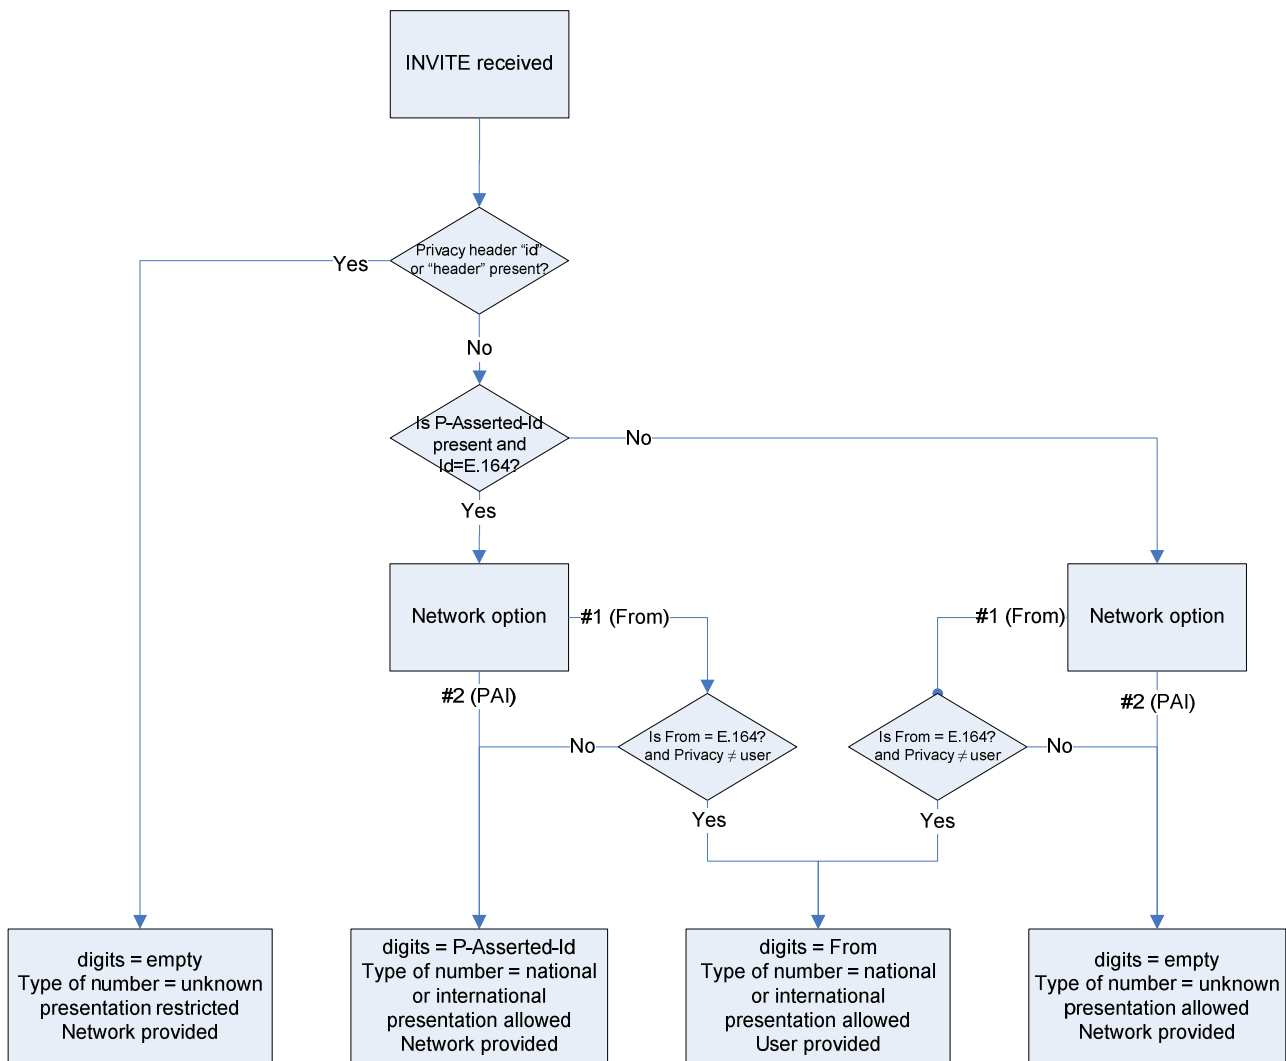 INVITE received
Privacy header “id”
or “header” present?
Yes
No
Is P-Asserted-Id
present and
Id=E.164?
No
Yes
Network option
#1 (From)
#1 (From)
Network option
#2 (PAI)
#2 (PAI)
Is From = E.164?
and Privacy ≠ user
No
Is From = E.164?
and Privacy ≠ user
No
Yes
Yes
digits = empty
Type of number = unknown
presentation restricted
Network provided
digits = P-Asserted-Id
Type of number = national
or international
presentation allowed
Network provided
digits = From
Type of number = national
or international
presentation allowed
User provided
digits = empty
Type of number = unknown
presentation allowed
Network provided